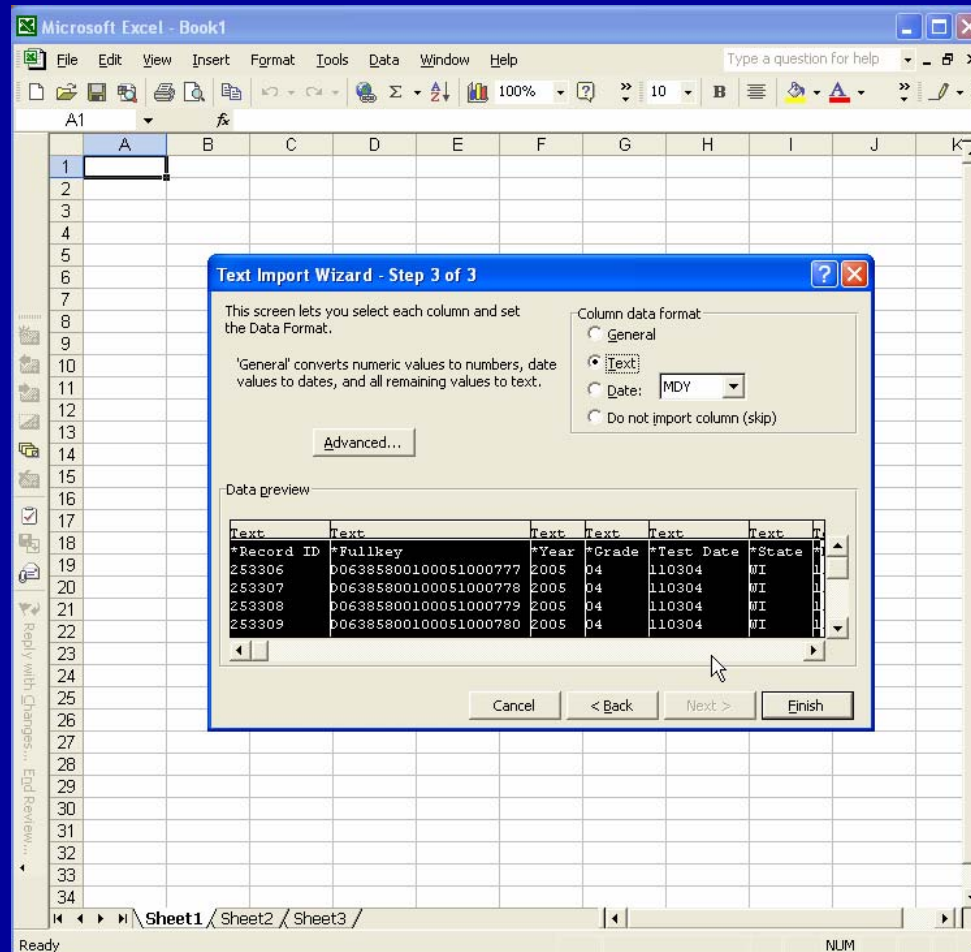 Microsoft Excel - Book1
File Edit View Insert Format Tools Data Window Help Type a question for help
100% 10 B A
A1 fx
A B C D E F G H I J K
1
2
3
4
5
6
7
8
9
10
11
12
13
14
15
16
17
18
19
20
21
22
23
24
25
26
27
28
29
30
31
32
33
34
Reply with Changes... End Review...
Text Import Wizard - Step 3 of 3
This screen lets you select each column and set
the Data Format.
'General' converts numeric values to numbers, date
values to dates, and all remaining values to text.
Advanced...
Column data format
General
Text
Date: MDY
Do not import column (skip)
Data preview
Text Text Text Text Text Text
*Record ID *Fullkey *Year *Grade *Test Date *State
253306 D06385800100051000777 2005 04 110304 WI
253307 D06385800100051000778 2005 04 110304 WI
253308 D06385800100051000779 2005 04 110304 WI
253309 D06385800100051000780 2005 04 110304 WI
Cancel < Back Next > Finish
Sheet1 Sheet2 Sheet3
Ready NUM